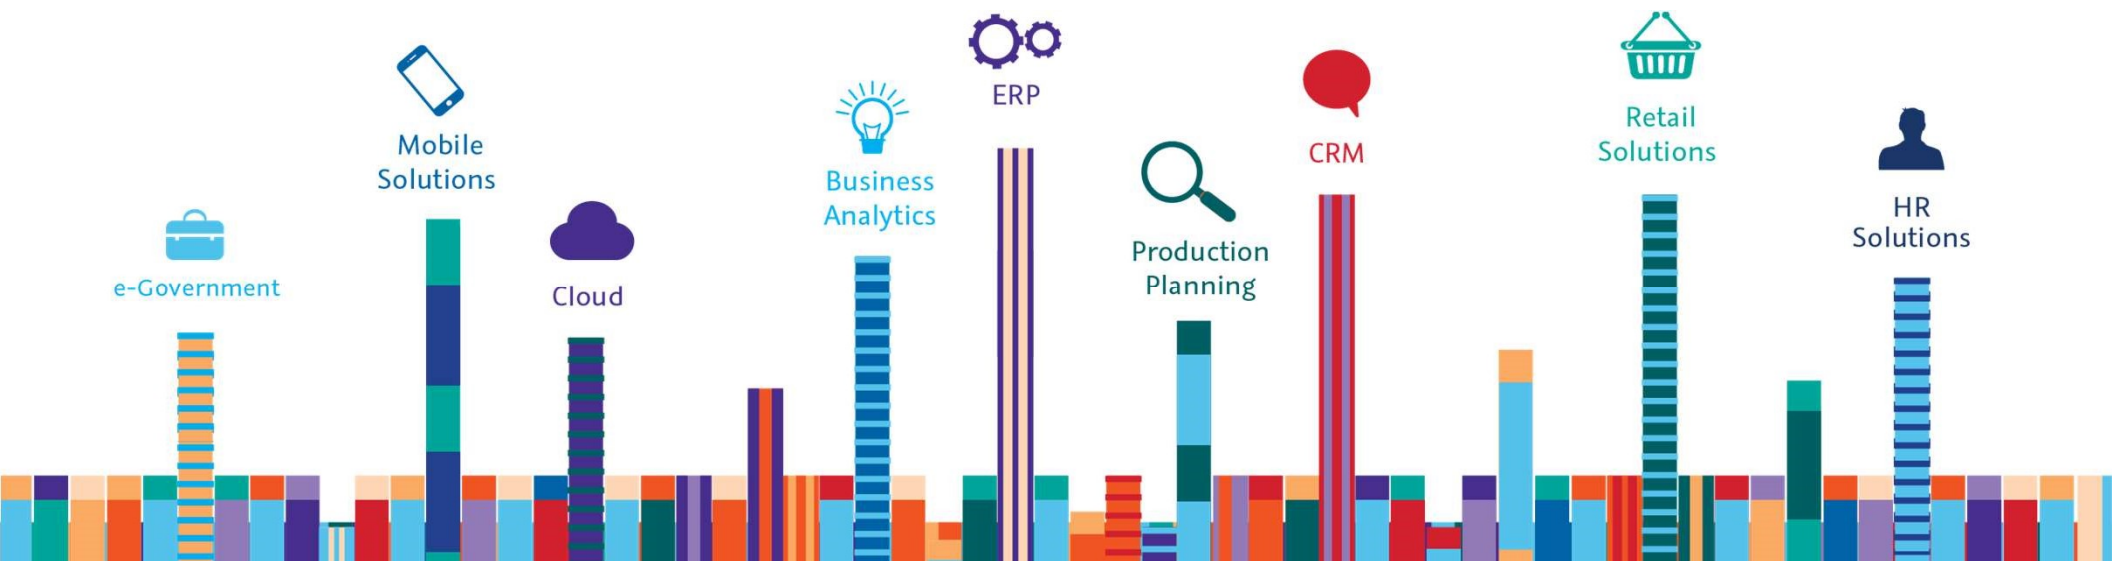 e-Government
Mobile
Solutions
Cloud
Business
Analytics
ERP
Production
Planning
CRM
Retail
Solutions
HR
Solutions